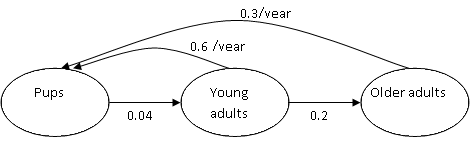 0.3/year
0.6 /year
Pups
Young
adults
Older adults
0.04
0.2